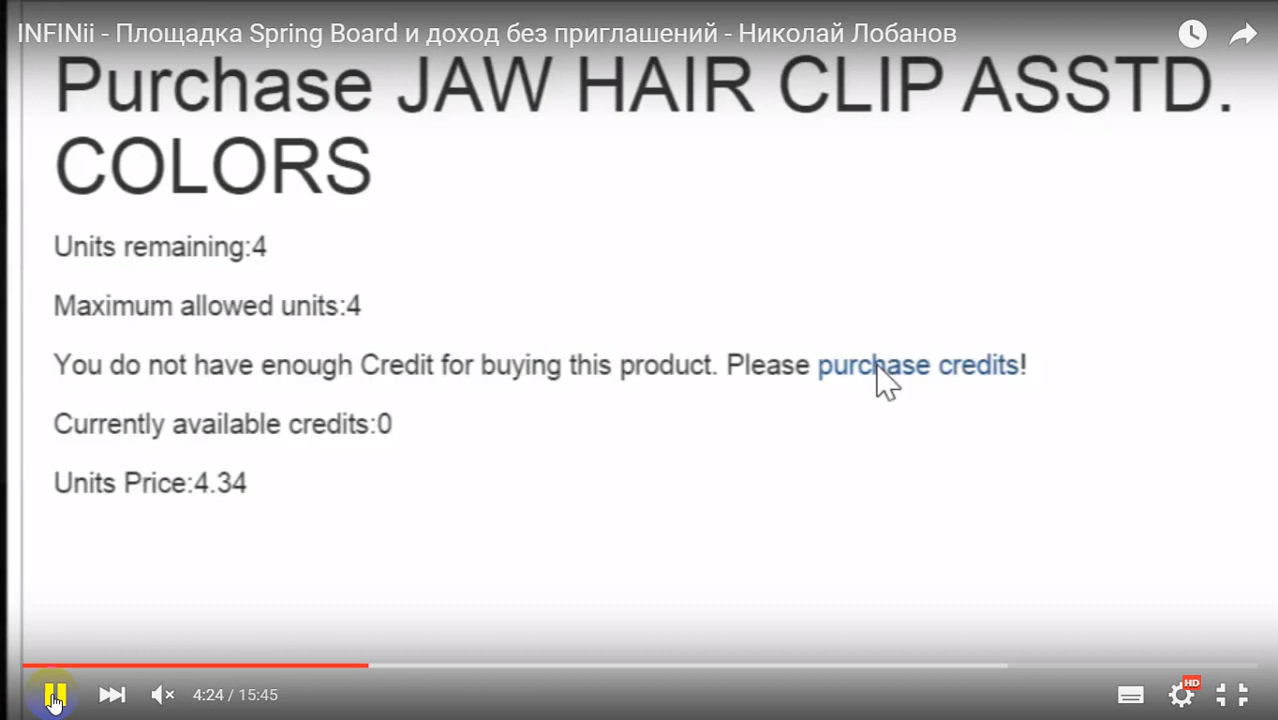 INFINii - Площадка Spring Board и доход без приглашений - Николай Лобанов
Purchase JAW HAIR CLIP ASSTD.
COLORS
Units remaining:4
Maximum allowed units:4
You do not have enough Credit for buying this product. Please purchase credits!
Currently available credits:0
Units Price:4.34
4:24 / 15:45
HD